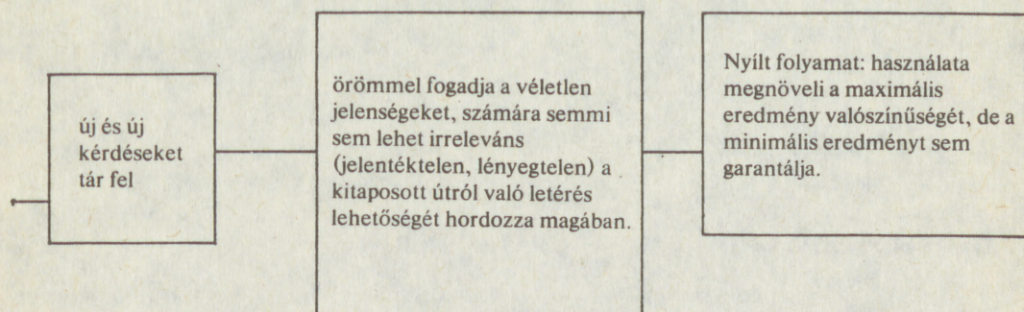 új és új
kérdéseket
tár fel
örömmel fogadja a véletlen
jelenségeket, számára semmi
sem lehet irreleváns
(jelentéktelen, lényegtelen) a
kitaposott útról való letérés
lehetőségét hordozza magában.
Nyílt folyamat: használata
megnöveli a maximális
eredmény valószínűségét, de a
minimális eredményt sem
garantálja.